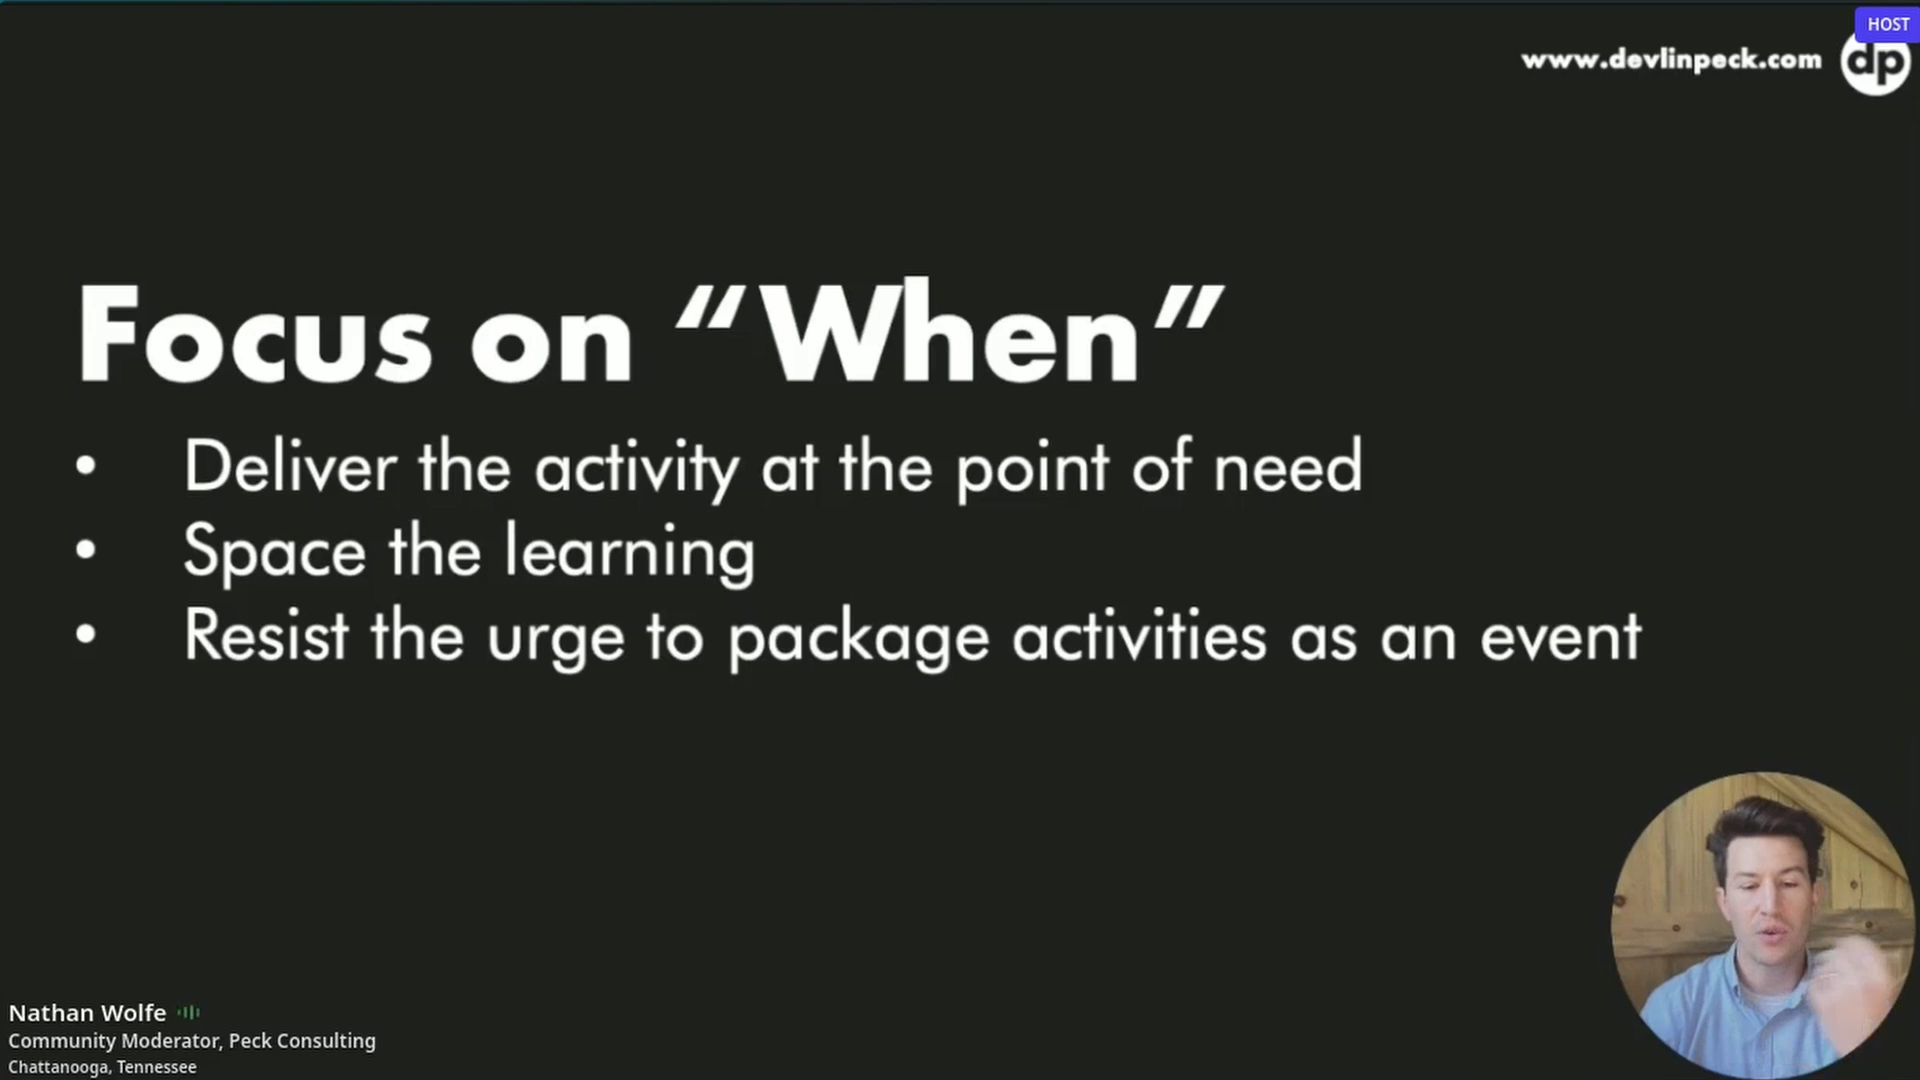 HOST
www.devlinpeck.com dp
Focus on “When”
• Deliver the activity at the point of need
• Space the learning
• Resist the urge to package activities as an event
Nathan Wolfe
Community Moderator, Peck Consulting
Chattanooga, Tennessee